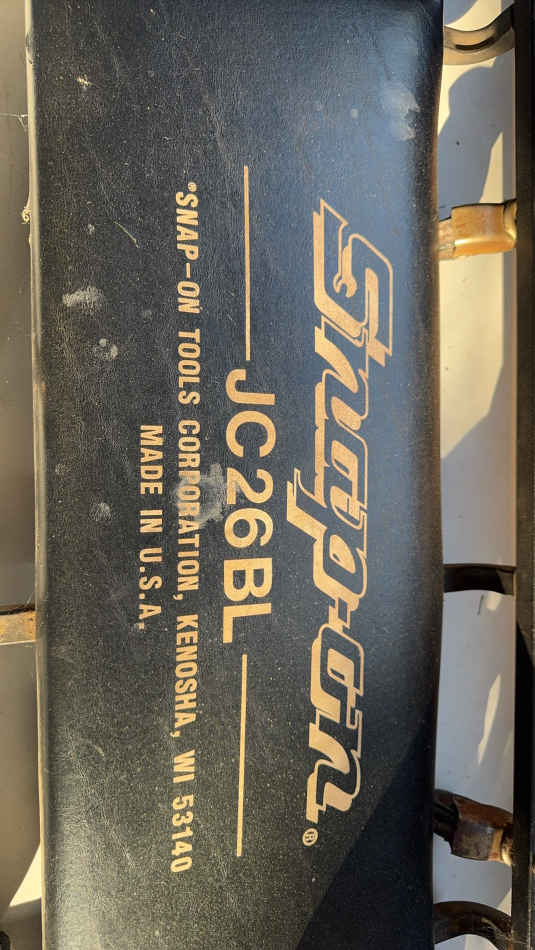 Snap-on®
JC26BL
®SNAP-ON TOOLS CORPORATION, KENOSHA, WI 53140
MADE IN U.S.A.